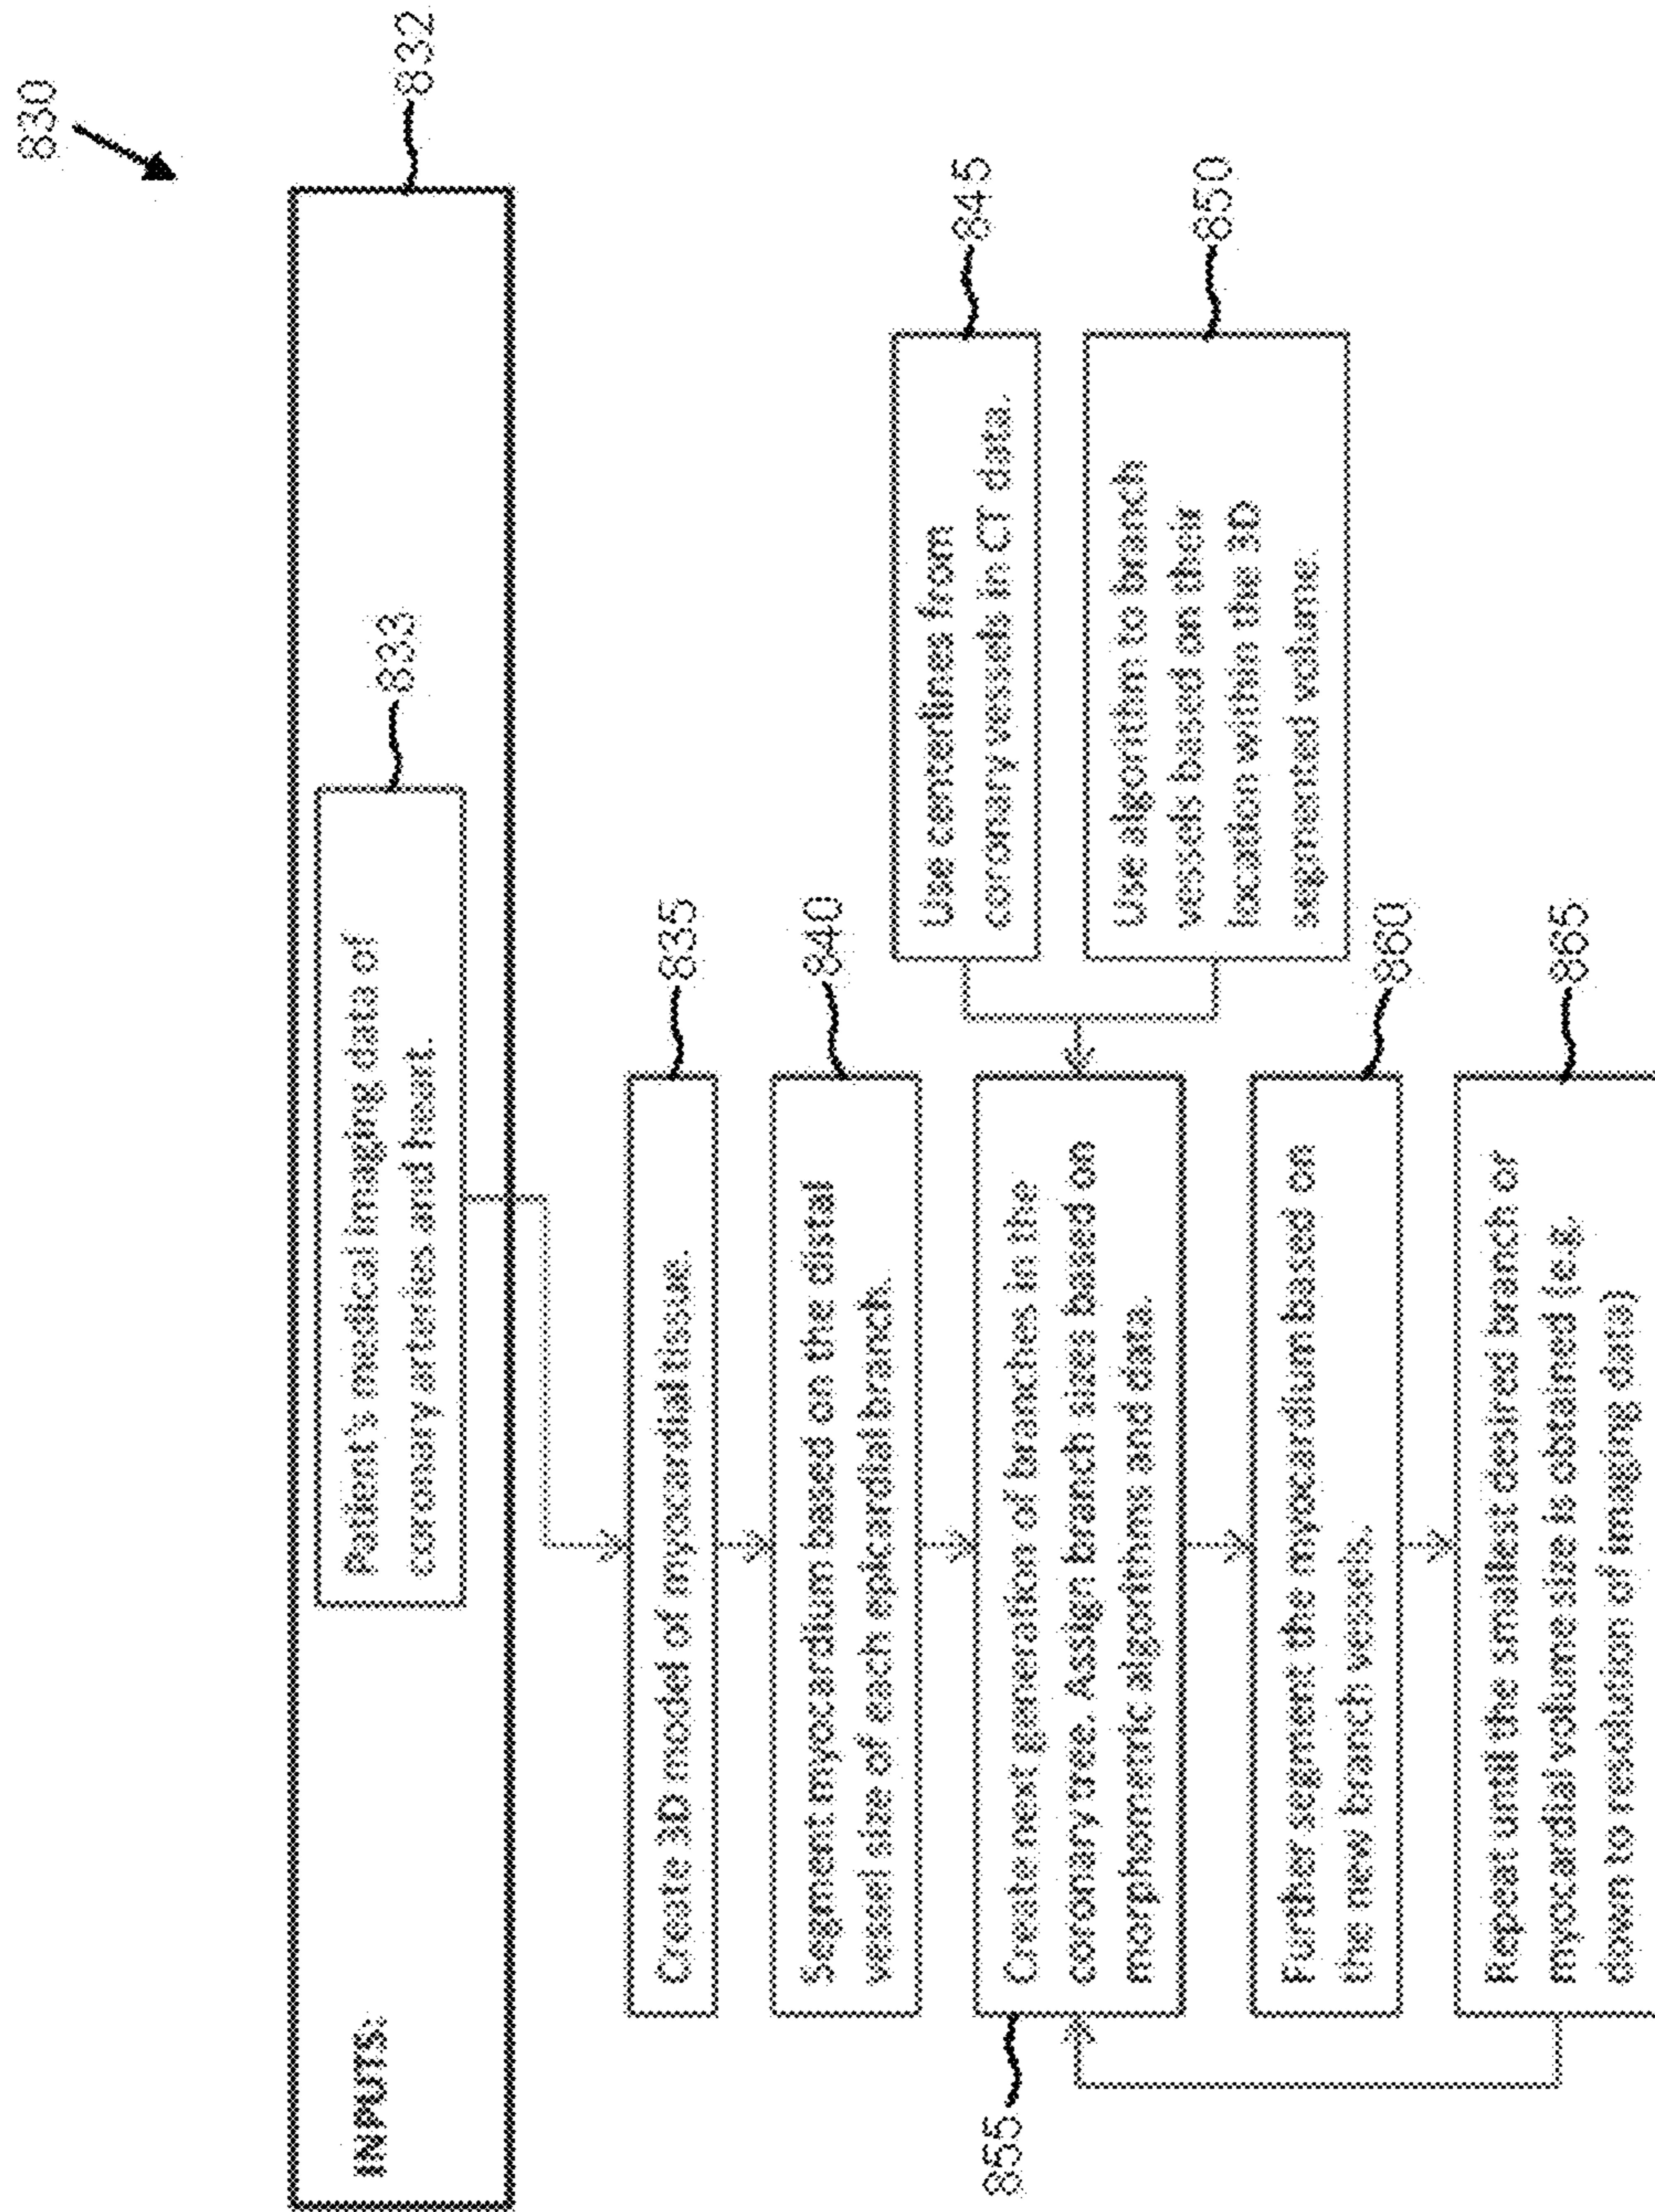 830
832
INPUTS:
833
Patient's medical imaging data of
coronary arteries and heart.
835
Create 3D model of myocardial tissue.
840
Segment myocardium based on the distal
vessel size of each epicardial branch.
845
Use centerlines from
coronary vessels in CT data.
850
Use algorithm to branch
vessels based on their
location within the 3D
segmented volume.
855
Create next generation of branches in the
coronary tree. Assign branch sizes based on
morphometric algorithms and data.
860
Further segment the myocardium based on
the new branch vessels.
865
Repeat until the smallest desired branch or
myocardial volume size is obtained (e.g.
down to resolution of imaging data)